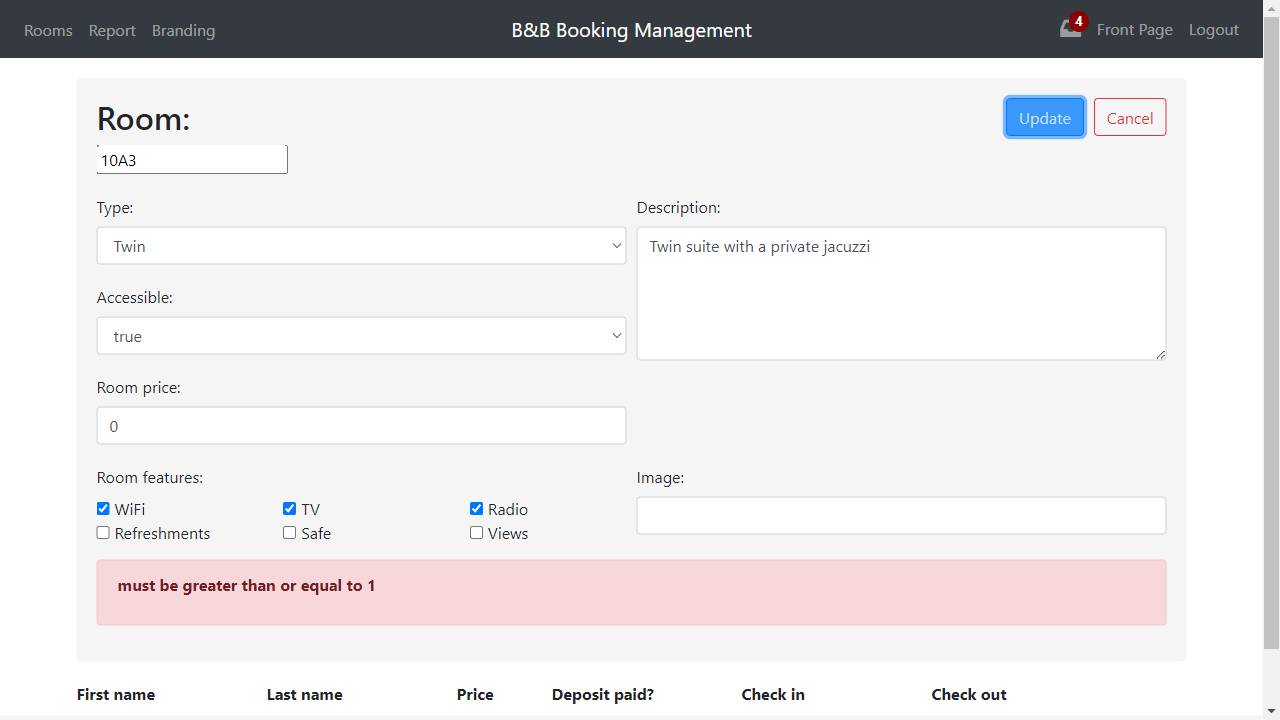 Rooms Report Branding B&B Booking Management 4 Front Page Logout
Room: Update Cancel
10A3
Type: Description:
Twin Twin suite with a private jacuzzi
Accessible:
true
Room price:
0
Room features: Image:
WiFi TV Radio
Refreshments Safe Views
must be greater than or equal to 1
First name Last name Price Deposit paid? Check in Check out